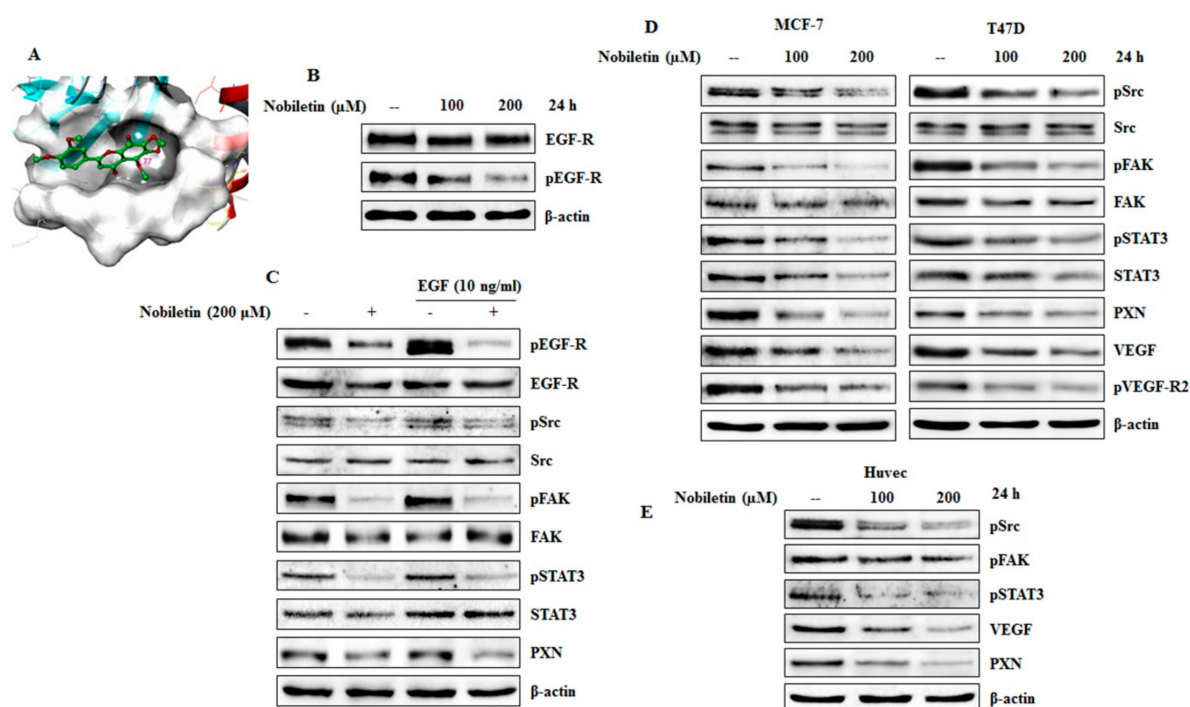 A
B
Nobiletin (µM) -- 100 200 24 h
EGF-R
pEGF-R
β-actin
C
EGF (10 ng/ml)
Nobiletin (200 µM) - + - +
pEGF-R
EGF-R
pSrc
Src
pFAK
FAK
pSTAT3
STAT3
PXN
β-actin
D
MCF-7 T47D
Nobiletin (µM) -- 100 200 -- 100 200 24 h
pSrc
Src
pFAK
FAK
pSTAT3
STAT3
PXN
VEGF
pVEGF-R2
β-actin
E
Huvec
Nobiletin (µM) -- 100 200 24 h
pSrc
pFAK
pSTAT3
VEGF
PXN
β-actin